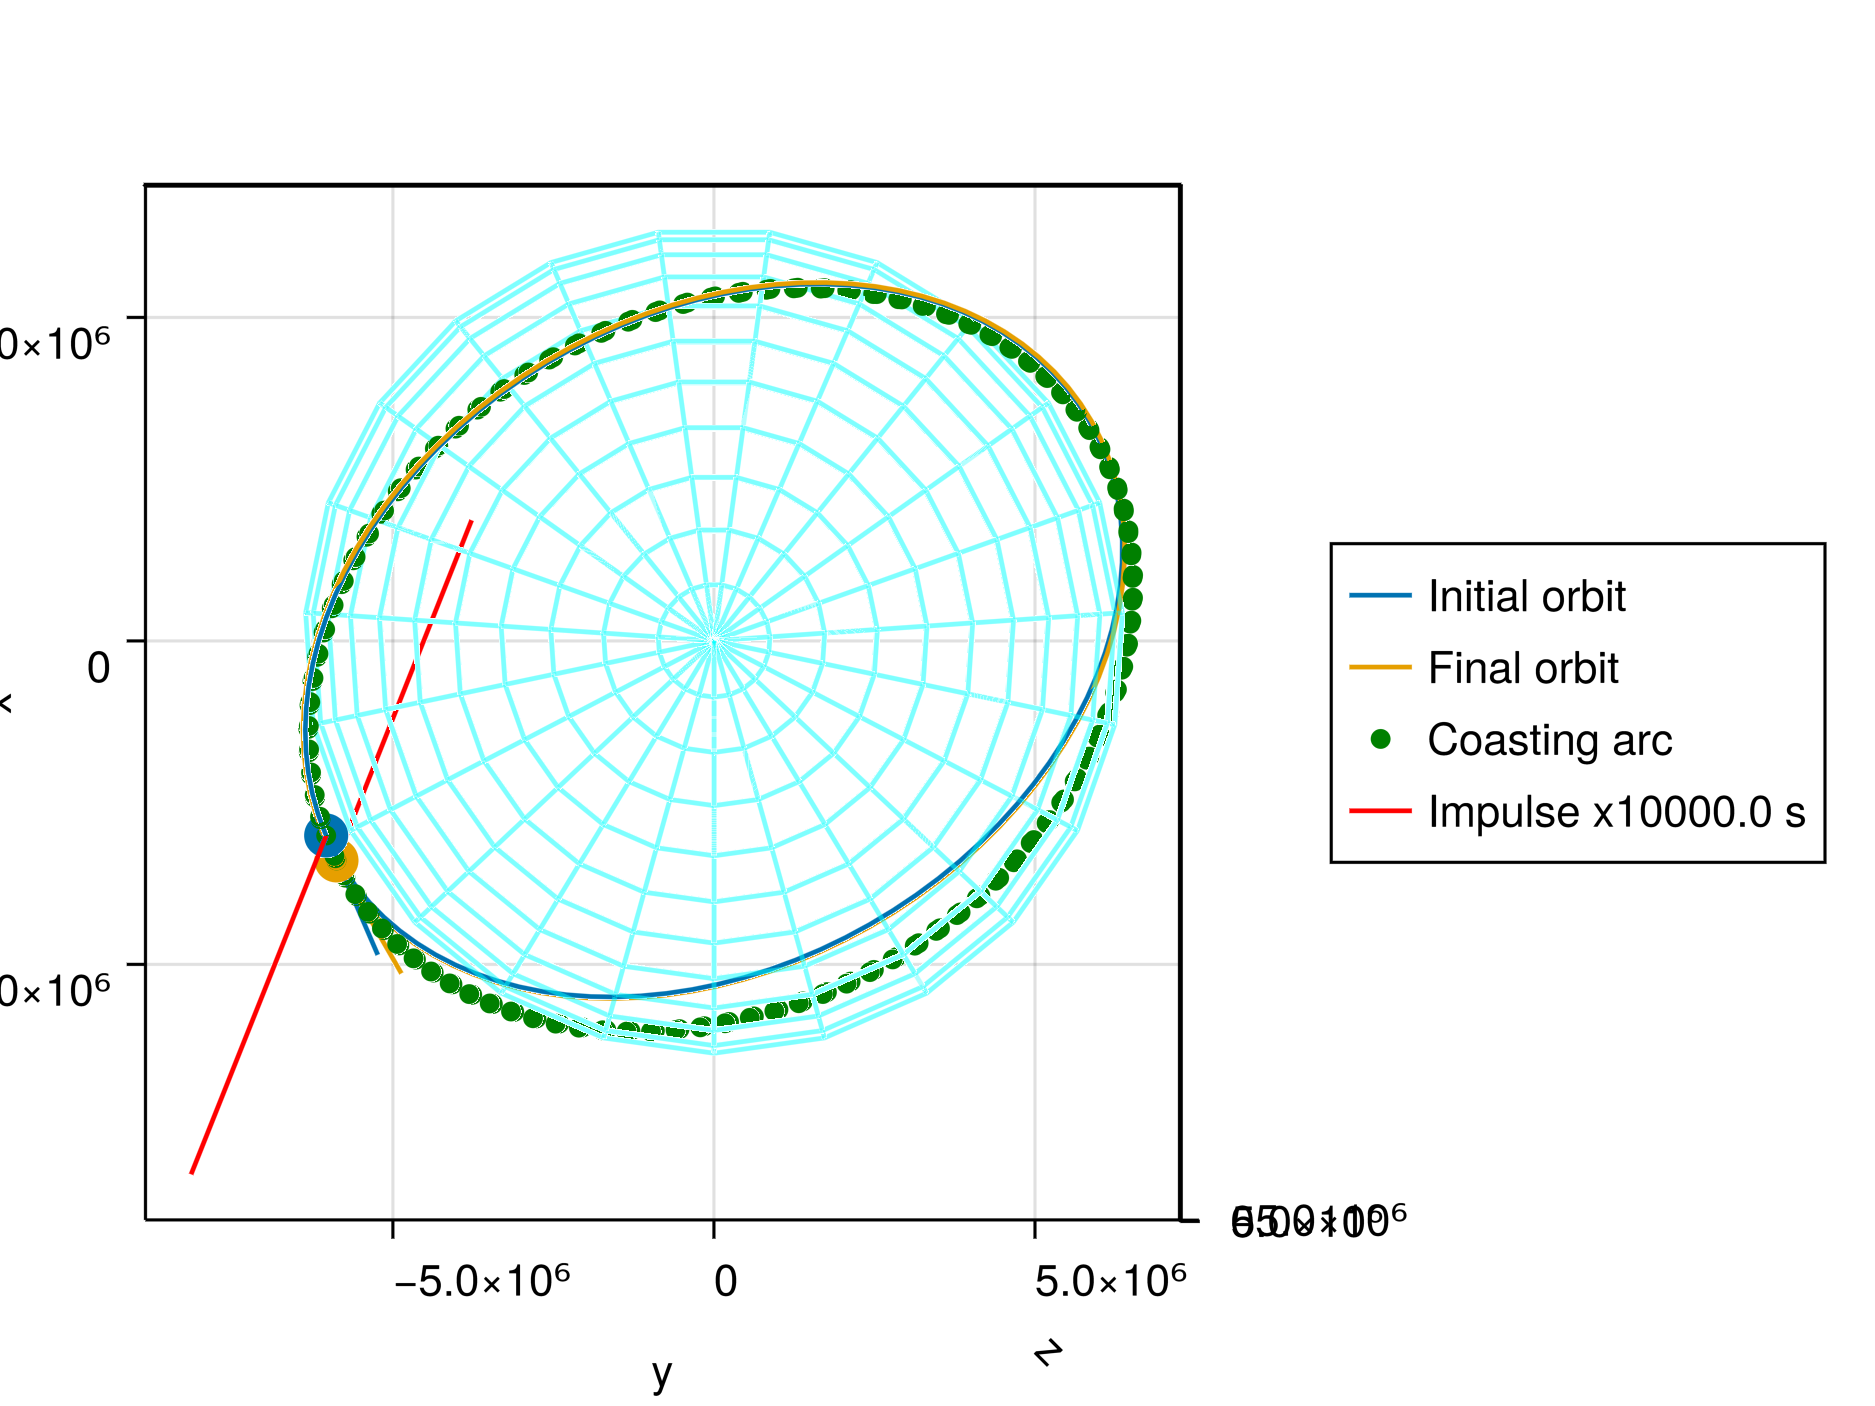 0×10⁶
0
x
0×10⁶
−5.0×10⁶
0
5.0×10⁶
y
z
Initial orbit
Final orbit
Coasting arc
Impulse x10000.0 s